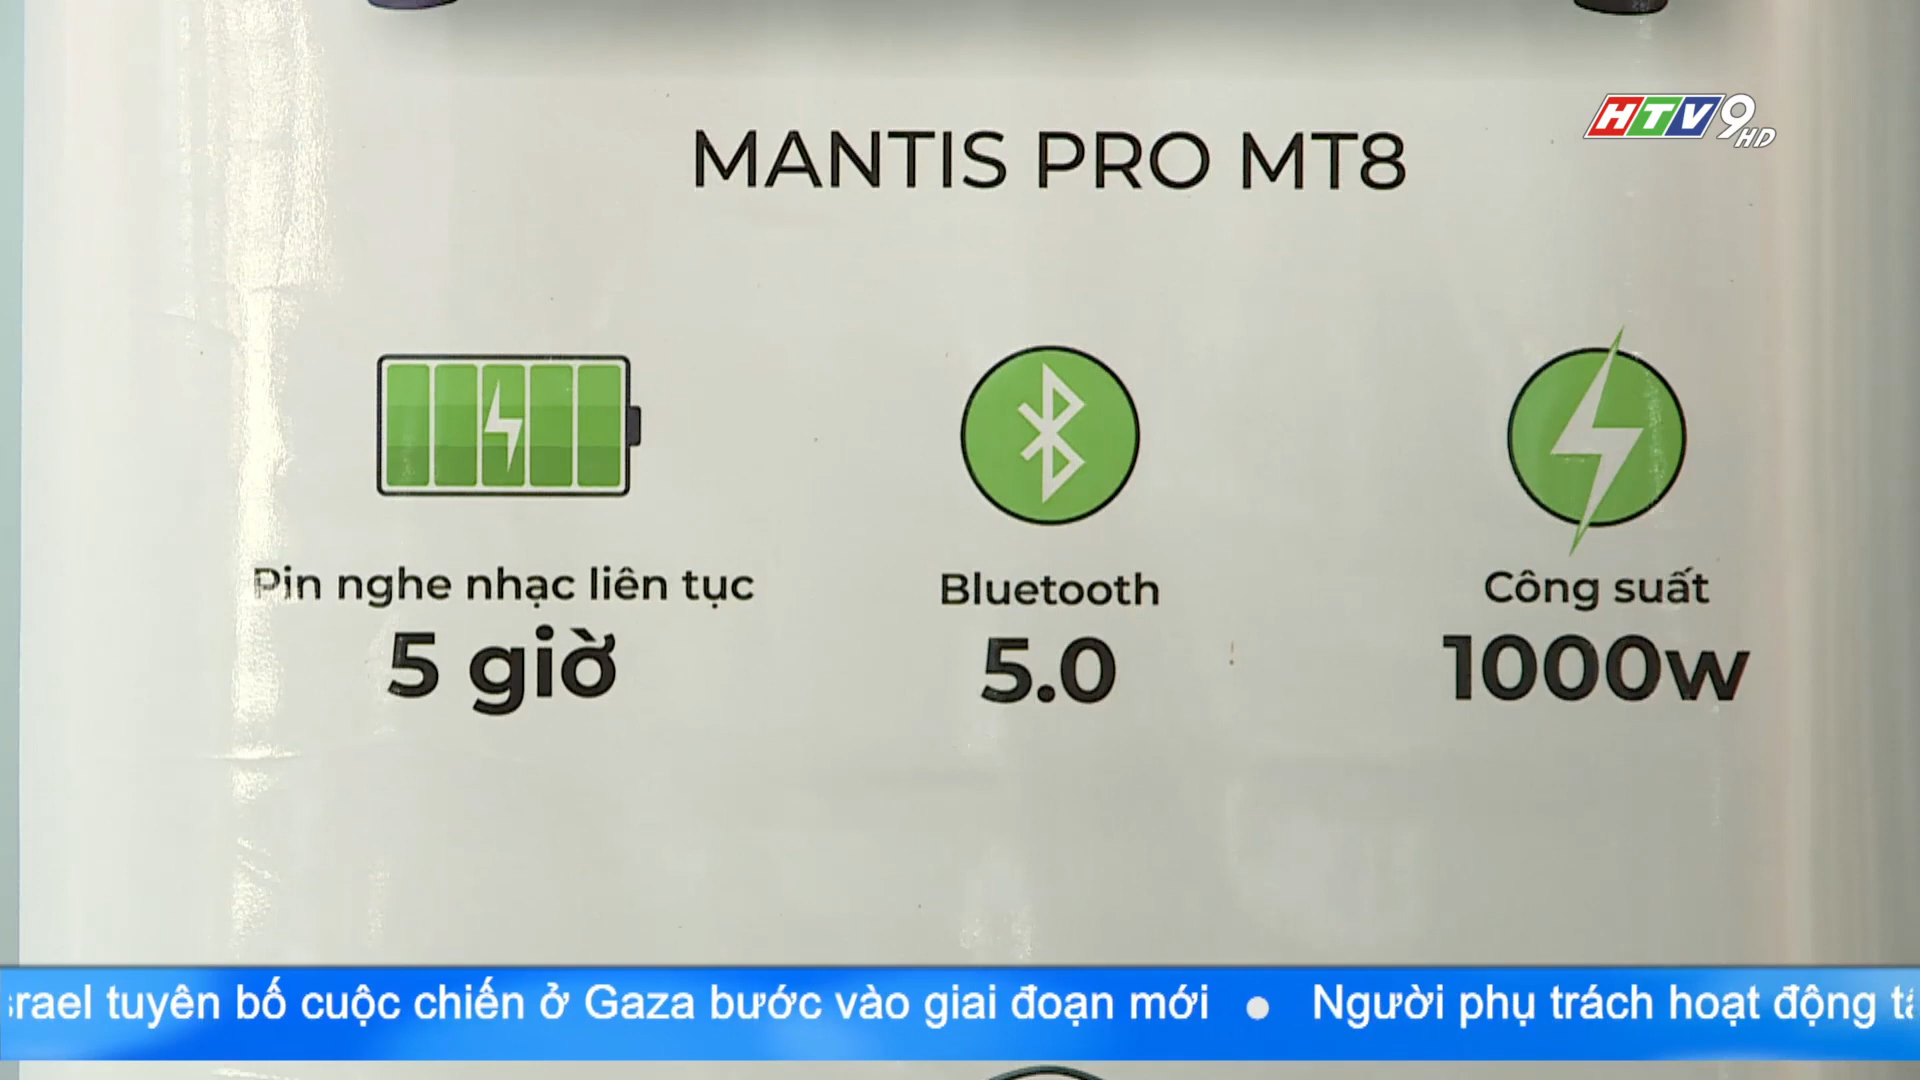 HTV9 HD
MANTIS PRO MT8
Pin nghe nhạc liên tục
5 giờ
Bluetooth
5.0
Công suất
1000w
tuyên bố cuộc chiến ở Gaza bước vào giai đoạn mới • Người phụ trách hoạt động